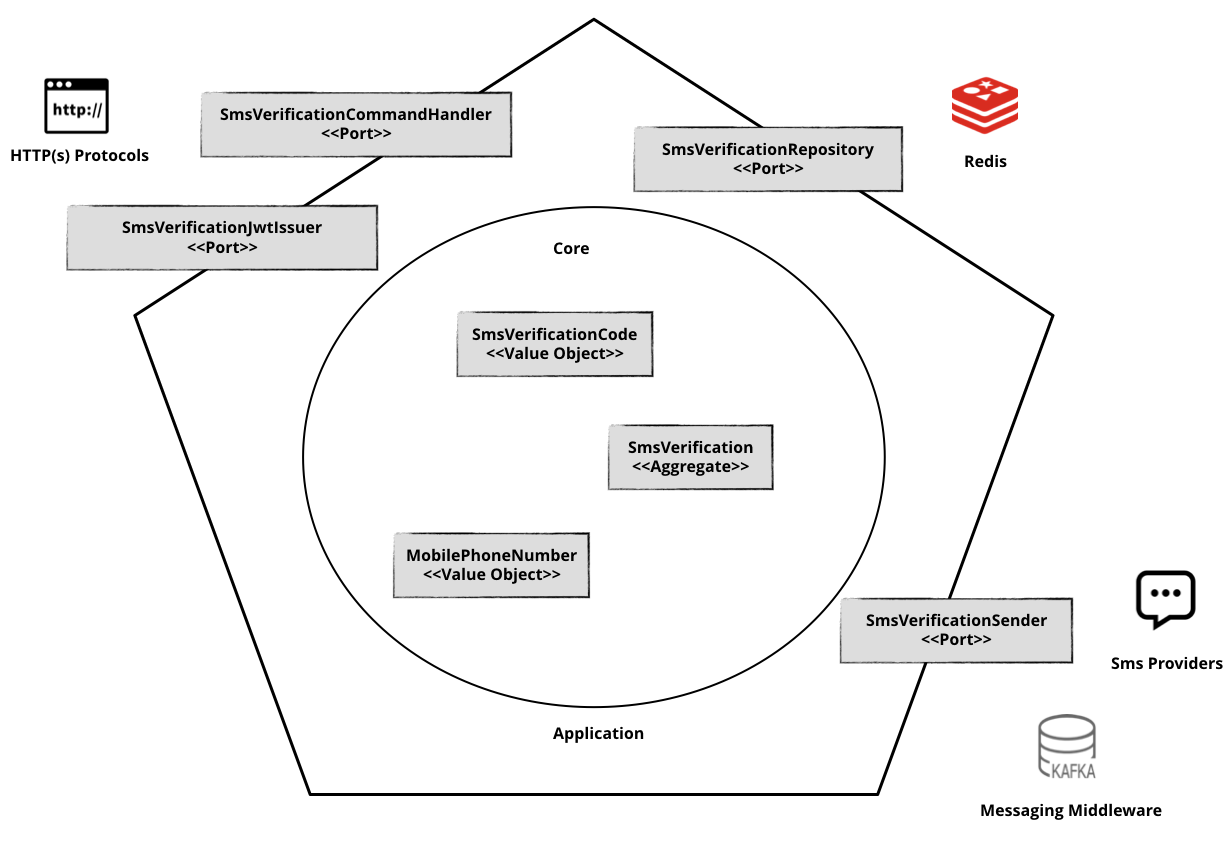 SmsVerificationCommandHandler
<<Port>>
http://
HTTP(s) Protocols
SmsVerificationRepository
<<Port>>
Redis
SmsVerificationJwtIssuer
<<Port>>
Core
SmsVerificationCode
<<Value Object>>
SmsVerification
<<Aggregate>>
MobilePhoneNumber
<<Value Object>>
SmsVerificationSender
<<Port>>
Sms Providers
Application
KAFKA
Messaging Middleware